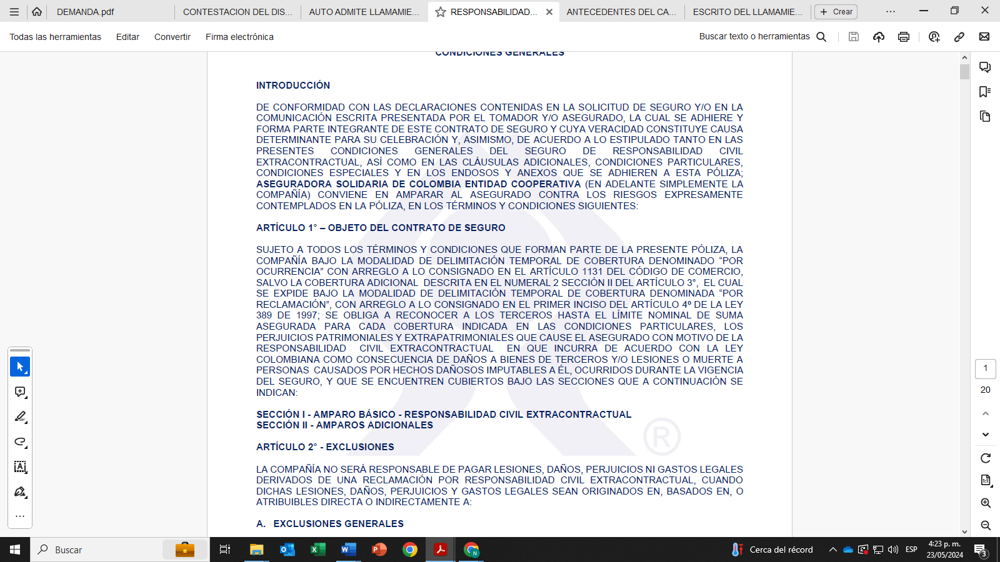 DEMANDA.pdf
CONTESTACION DEL DIS...
AUTO ADMITE LLAMAMIE...
RESPONSABILIDAD...
ANTECEDENTES DEL CA...
ESCRITO DEL LLAMAMIE...
Crear
Todas las herramientas
Editar
Convertir
Firma electrónica
Buscar texto o herramientas
CONDICIONES GENERALES
INTRODUCCIÓN
DE CONFORMIDAD CON LAS DECLARACIONES CONTENIDAS EN LA SOLICITUD DE SEGURO Y/O EN LA
COMUNICACIÓN ESCRITA PRESENTADA POR EL TOMADOR Y/O ASEGURADO, LA CUAL SE ADHIERE Y
FORMA PARTE INTEGRANTE DE ESTE CONTRATO DE SEGURO Y CUYA VERACIDAD CONSTITUYE CAUSA
DETERMINANTE PARA SU CELEBRACIÓN Y, ASIMISMO, DE ACUERDO A LO ESTIPULADO TANTO EN LAS
PRESENTES CONDICIONES GENERALES DEL SEGURO DE RESPONSABILIDAD CIVIL
EXTRACONTRACTUAL, ASÍ COMO EN LAS CLÁUSULAS ADICIONALES, CONDICIONES PARTICULARES,
CONDICIONES ESPECIALES Y EN LOS ENDOSOS Y ANEXOS QUE SE ADHIEREN A ESTA PÓLIZA;
ASEGURADORA SOLIDARIA DE COLOMBIA ENTIDAD COOPERATIVA (EN ADELANTE SIMPLEMENTE LA
COMPAÑÍA) CONVIENE EN AMPARAR AL ASEGURADO CONTRA LOS RIESGOS EXPRESAMENTE
CONTEMPLADOS EN LA PÓLIZA, EN LOS TÉRMINOS Y CONDICIONES SIGUIENTES:
ARTÍCULO 1° – OBJETO DEL CONTRATO DE SEGURO
SUJETO A TODOS LOS TÉRMINOS Y CONDICIONES QUE FORMAN PARTE DE LA PRESENTE PÓLIZA, LA
COMPAÑÍA BAJO LA MODALIDAD DE DELIMITACIÓN TEMPORAL DE COBERTURA DENOMINADO “POR
OCURRENCIA” CON ARREGLO A LO CONSIGNADO EN EL ARTÍCULO 1131 DEL CÓDIGO DE COMERCIO,
SALVO LA COBERTURA ADICIONAL DESCRITA EN EL NUMERAL 2 SECCIÓN II DEL ARTÍCULO 3°, EL CUAL
SE EXPIDE BAJO LA MODALIDAD DE DELIMITACIÓN TEMPORAL DE COBERTURA DENOMINADA “POR
RECLAMACIÓN”, CON ARREGLO A LO CONSIGNADO EN EL PRIMER INCISO DEL ARTÍCULO 4º DE LA LEY
389 DE 1997; SE OBLIGA A RECONOCER A LOS TERCEROS HASTA EL LÍMITE NOMINAL DE SUMA
ASEGURADA PARA CADA COBERTURA INDICADA EN LAS CONDICIONES PARTICULARES, LOS
PERJUICIOS PATRIMONIALES Y EXTRAPATRIMONIALES QUE CAUSE EL ASEGURADO CON MOTIVO DE LA
RESPONSABILIDAD CIVIL EXTRACONTRACTUAL EN QUE INCURRA DE ACUERDO CON LA LEY
COLOMBIANA COMO CONSECUENCIA DE DAÑOS A BIENES DE TERCEROS Y/O LESIONES O MUERTE A
PERSONAS CAUSADOS POR HECHOS DAÑOSOS IMPUTABLES A ÉL, OCURRIDOS DURANTE LA VIGENCIA
DEL SEGURO, Y QUE SE ENCUENTREN CUBIERTOS BAJO LAS SECCIONES QUE A CONTINUACIÓN SE
INDICAN:
SECCIÓN I - AMPARO BÁSICO - RESPONSABILIDAD CIVIL EXTRACONTRACTUAL
SECCIÓN II - AMPAROS ADICIONALES
®
ARTÍCULO 2° - EXCLUSIONES
LA COMPAÑÍA NO SERÁ RESPONSABLE DE PAGAR LESIONES, DAÑOS, PERJUICIOS NI GASTOS LEGALES
DERIVADOS DE UNA RECLAMACIÓN POR RESPONSABILIDAD CIVIL EXTRACONTRACTUAL, CUANDO
DICHAS LESIONES, DAÑOS, PERJUICIOS Y GASTOS LEGALES SEAN ORIGINADOS EN, BASADOS EN, O
ATRIBUIBLES DIRECTA O INDIRECTAMENTE A:
A. EXCLUSIONES GENERALES
1
20
Buscar
Cerca del récord
ESP
4:23 p. m.
23/05/2024
3